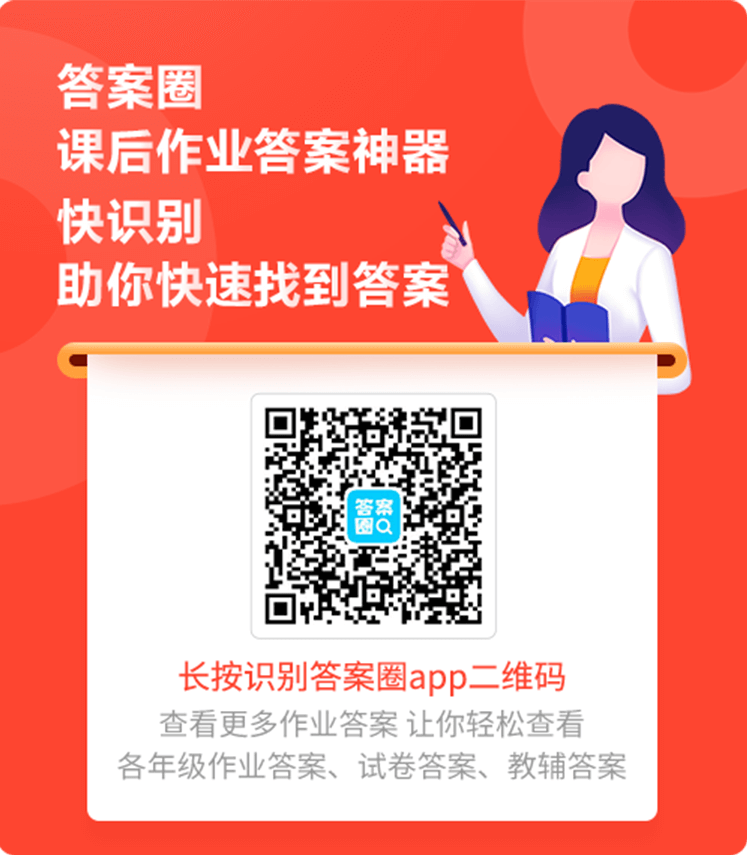 答案圈
课后作业答案神器
快识别
助你快速找到答案
答案
圈
长按识别答案圈app二维码
查看更多作业答案 让你轻松查看
各年级作业答案、试卷答案、教辅答案